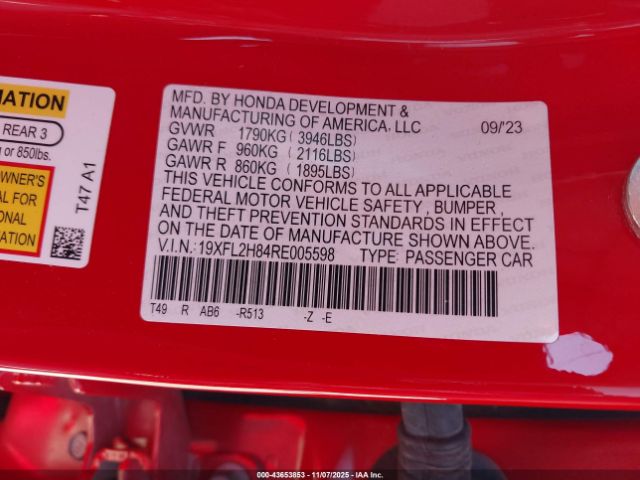 MATION
REAR 3
or 850lbs.
OWNER'S
AL FOR
ONAL
ATION
T47 A1
MFD. BY HONDA DEVELOPMENT &
MANUFACTURING OF AMERICA, LLC 09/'23
GVWR 1790KG ( 3946LBS)
GAWR F 960KG ( 2116LBS)
GAWR R 860KG ( 1895LBS)
THIS VEHICLE CONFORMS TO ALL APPLICABLE
FEDERAL MOTOR VEHICLE SAFETY , BUMPER ,
AND THEFT PREVENTION STANDARDS IN EFFECT
ON THE DATE OF MANUFACTURE SHOWN ABOVE.
V.I.N.: 19XFL2H84RE005598 TYPE: PASSENGER CAR
T49 R AB6 -R513 -Z -E
000-43653853 - 11/07/2025 - IAA Inc.